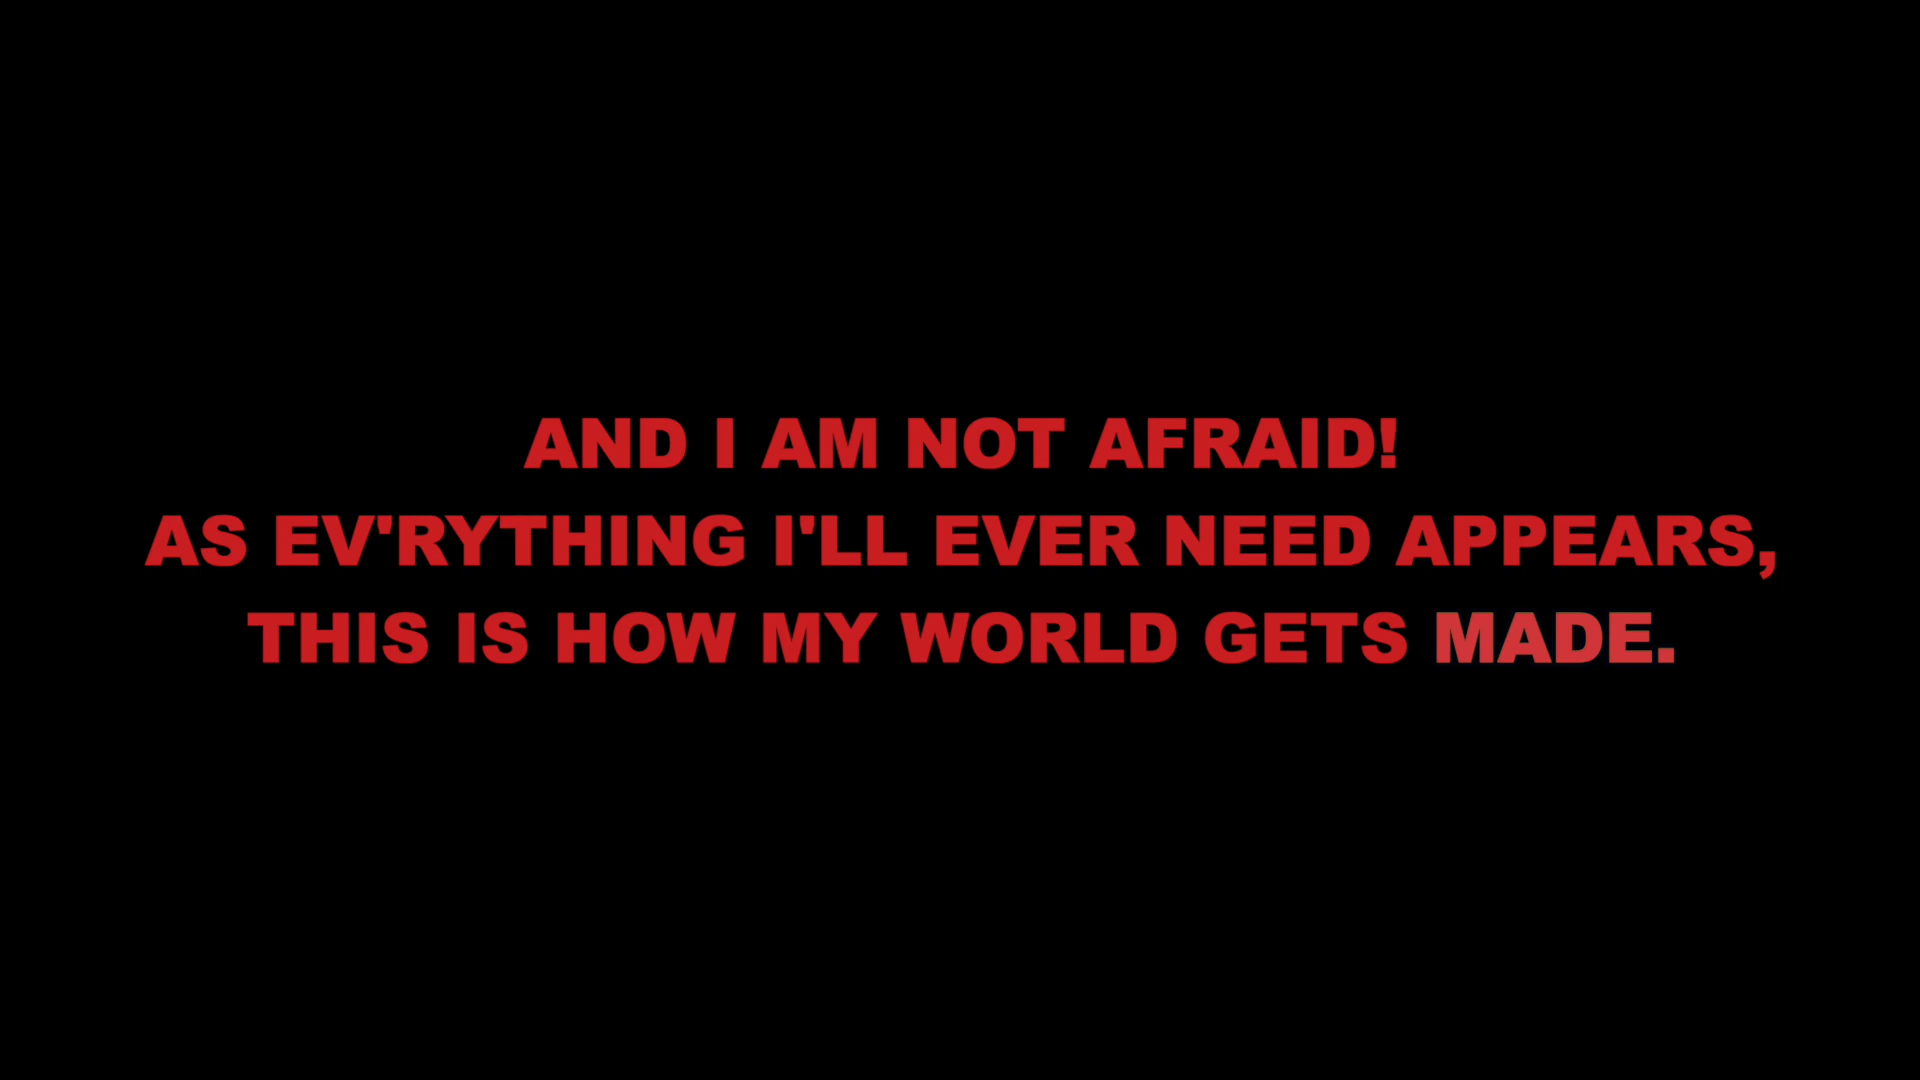 AND I AM NOT AFRAID!
AS EV'RYTHING I'LL EVER NEED APPEARS,
THIS IS HOW MY WORLD GETS MADE.